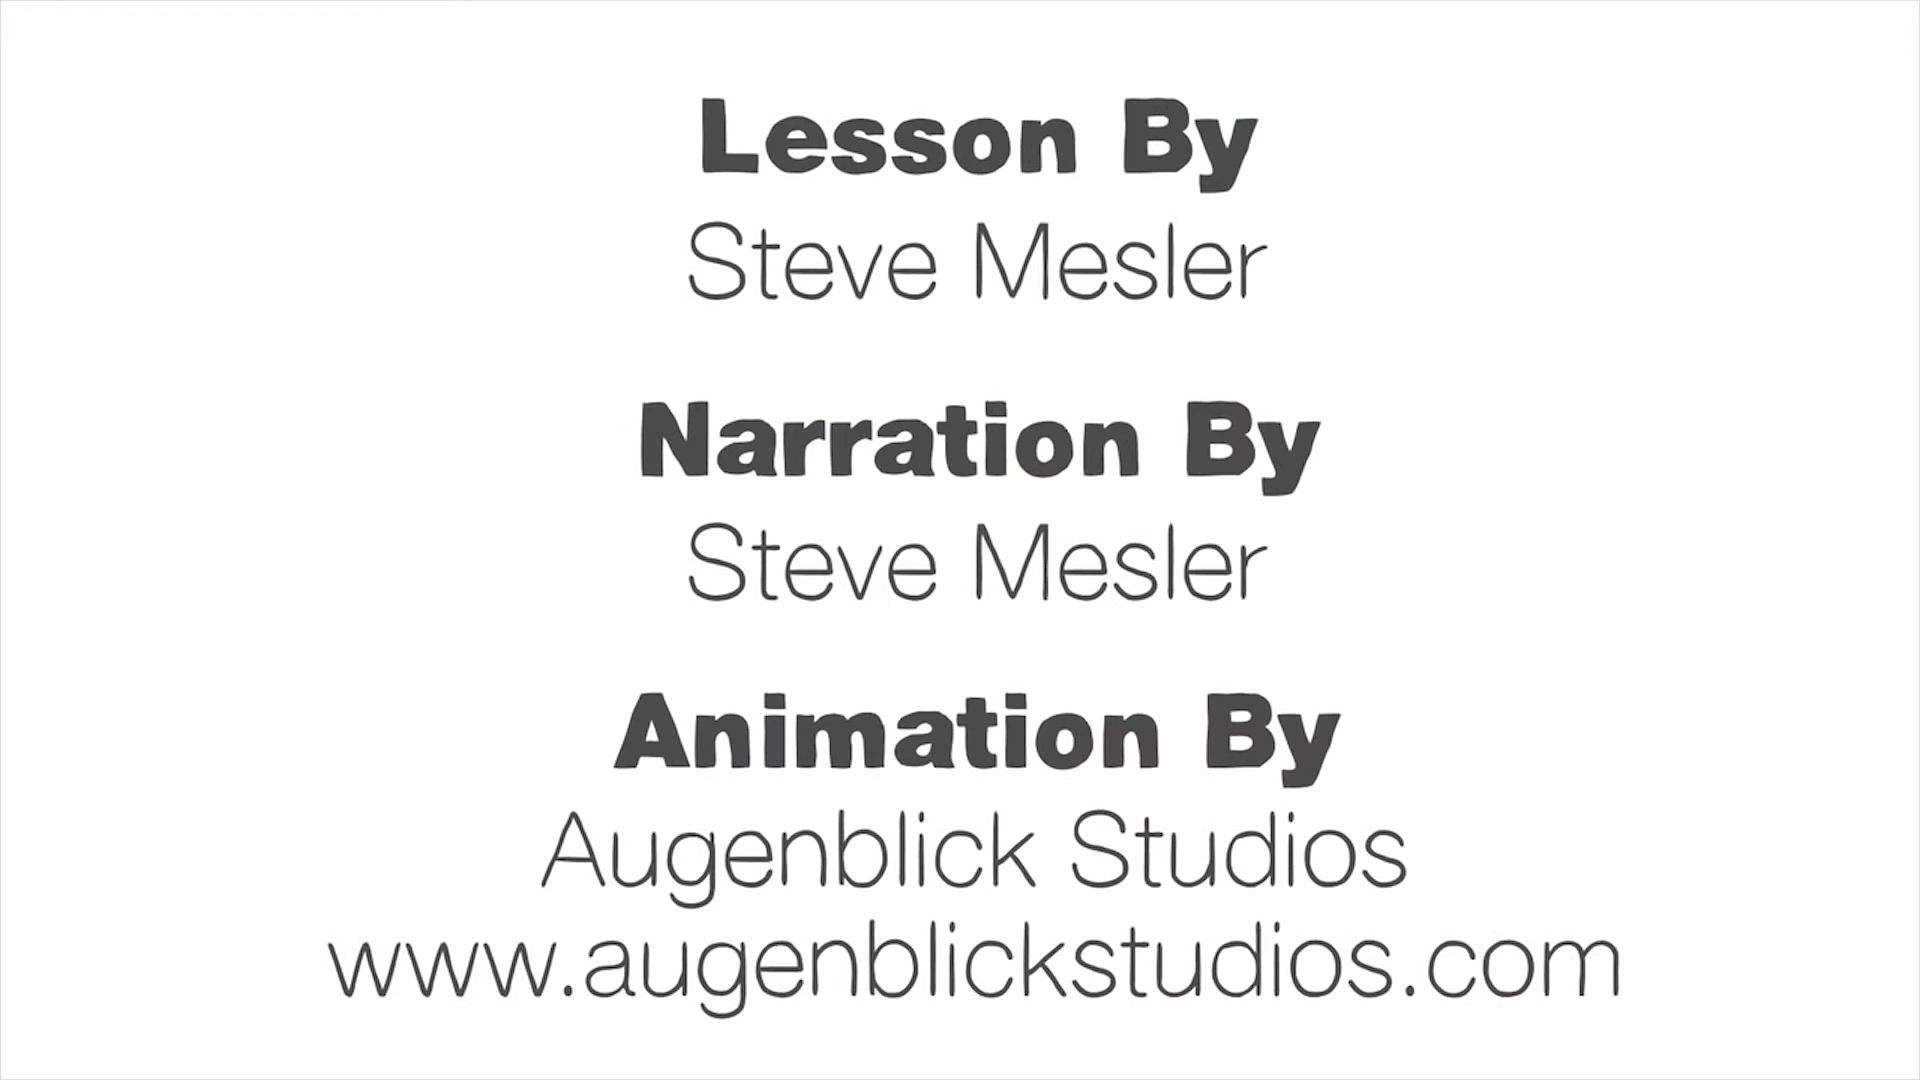 Lesson By
Steve Mesler
Narration By
Steve Mesler
Animation By
Augenblick Studios
www.augenblickstudios.com